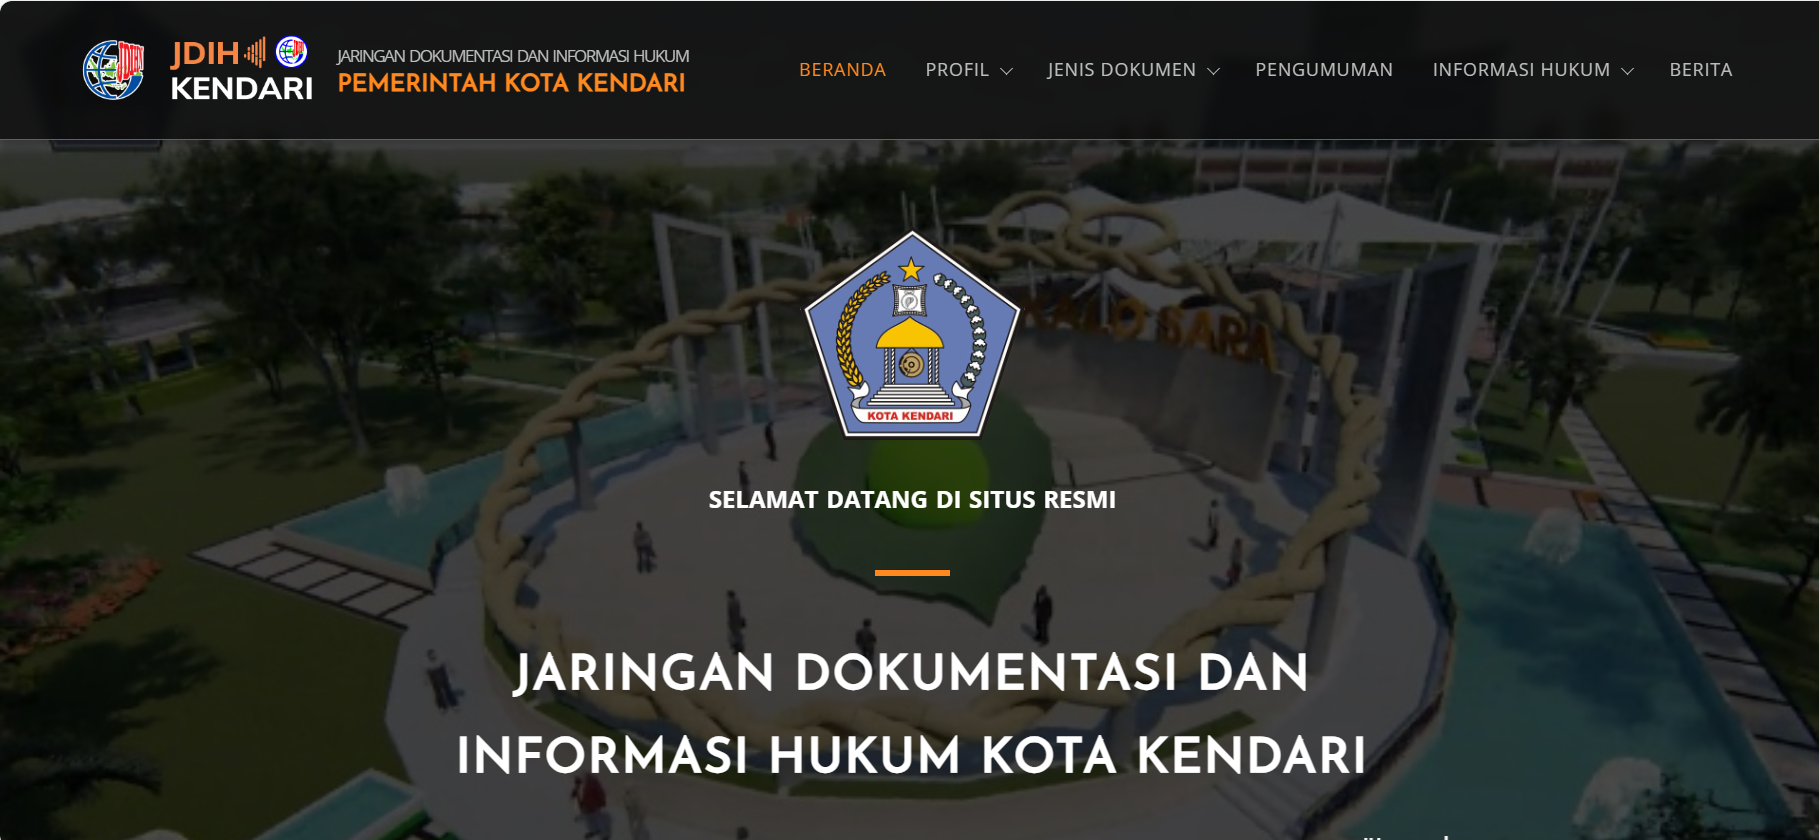 JDIH
KENDARI
JARINGAN DOKUMENTASI DAN INFORMASI HUKUM
PEMERINTAH KOTA KENDARI
BERANDA PROFIL JENIS DOKUMEN PENGUMUMAN INFORMASI HUKUM BERITA
KALO SARA
KOTA KENDARI
SELAMAT DATANG DI SITUS RESMI
JARINGAN DOKUMENTASI DAN
INFORMASI HUKUM KOTA KENDARI